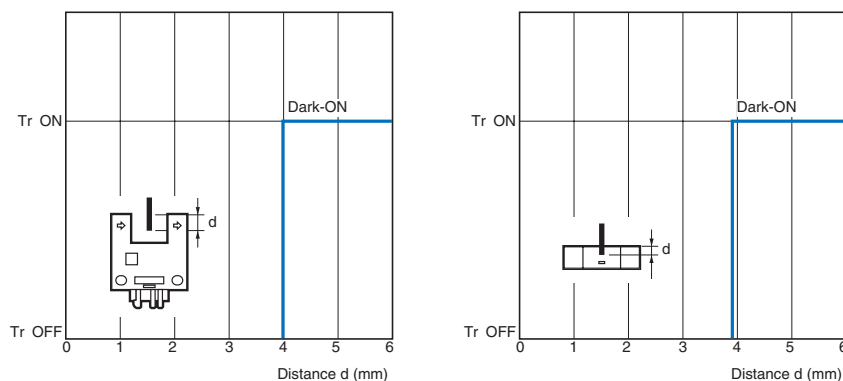 Dark-ON
Tr ON
d
Tr OFF
0 1 2 3 4 5 6
Distance d (mm)
Dark-ON
Tr ON
d
Tr OFF
0 1 2 3 4 5 6
Distance d (mm)